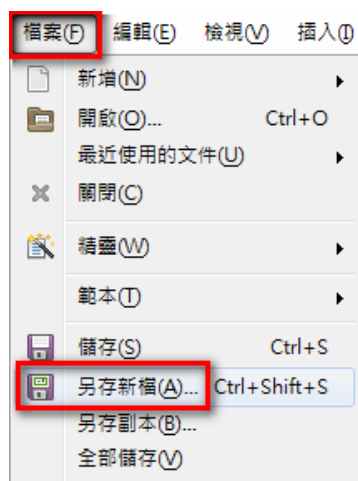 檔案(F) 編輯(E) 檢視(V) 插入(I)
新增(N)
開啟(O)... Ctrl+O
最近使用的文件(U)
關閉(C)
精靈(W)
範本(T)
儲存(S) Ctrl+S
另存新檔(A)... Ctrl+Shift+S
另存副本(B)...
全部儲存(V)